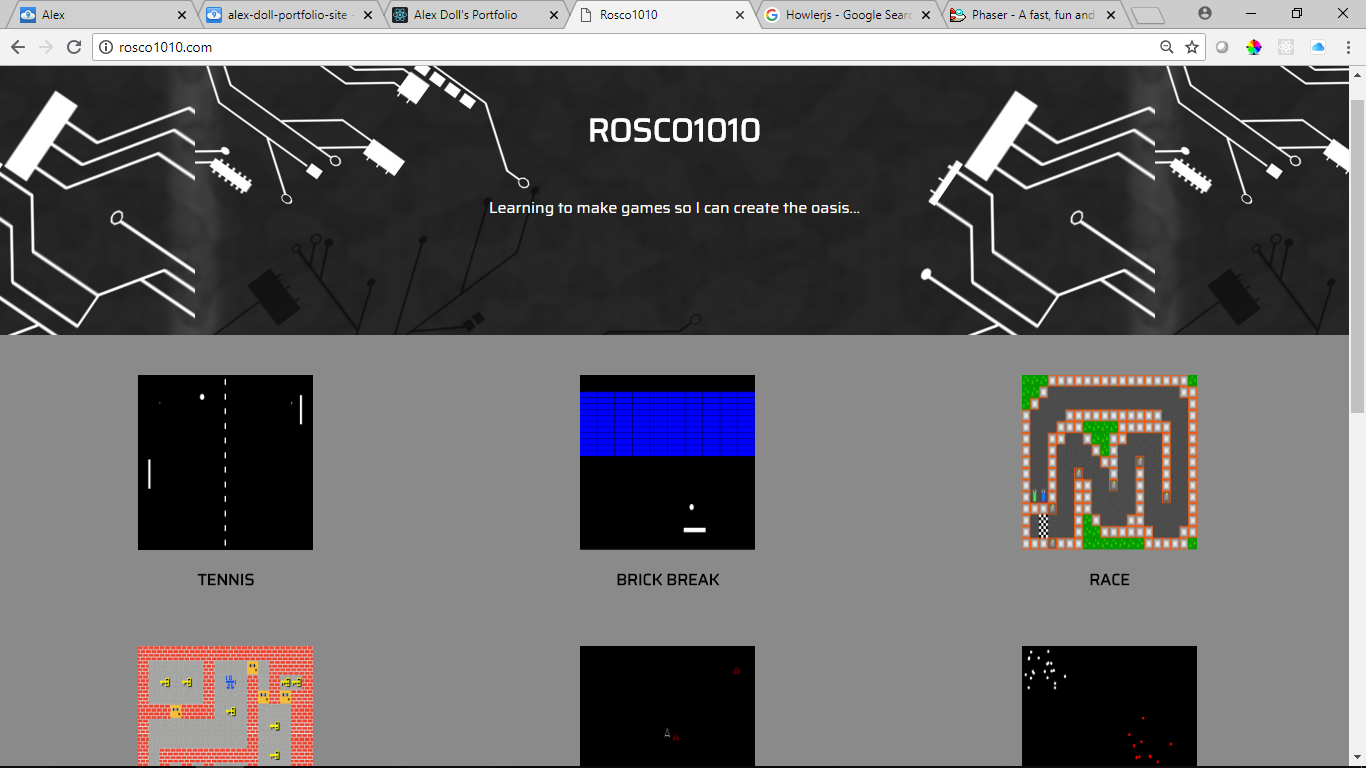 Alex
alex-doll-portfolio-site -
Alex Doll's Portfolio
Rosco1010
Howlerjs - Google Searc
Phaser - A fast, fun and
rosco1010.com
ROSCO1010
Learning to make games so I can create the oasis...
TENNIS
BRICK BREAK
RACE